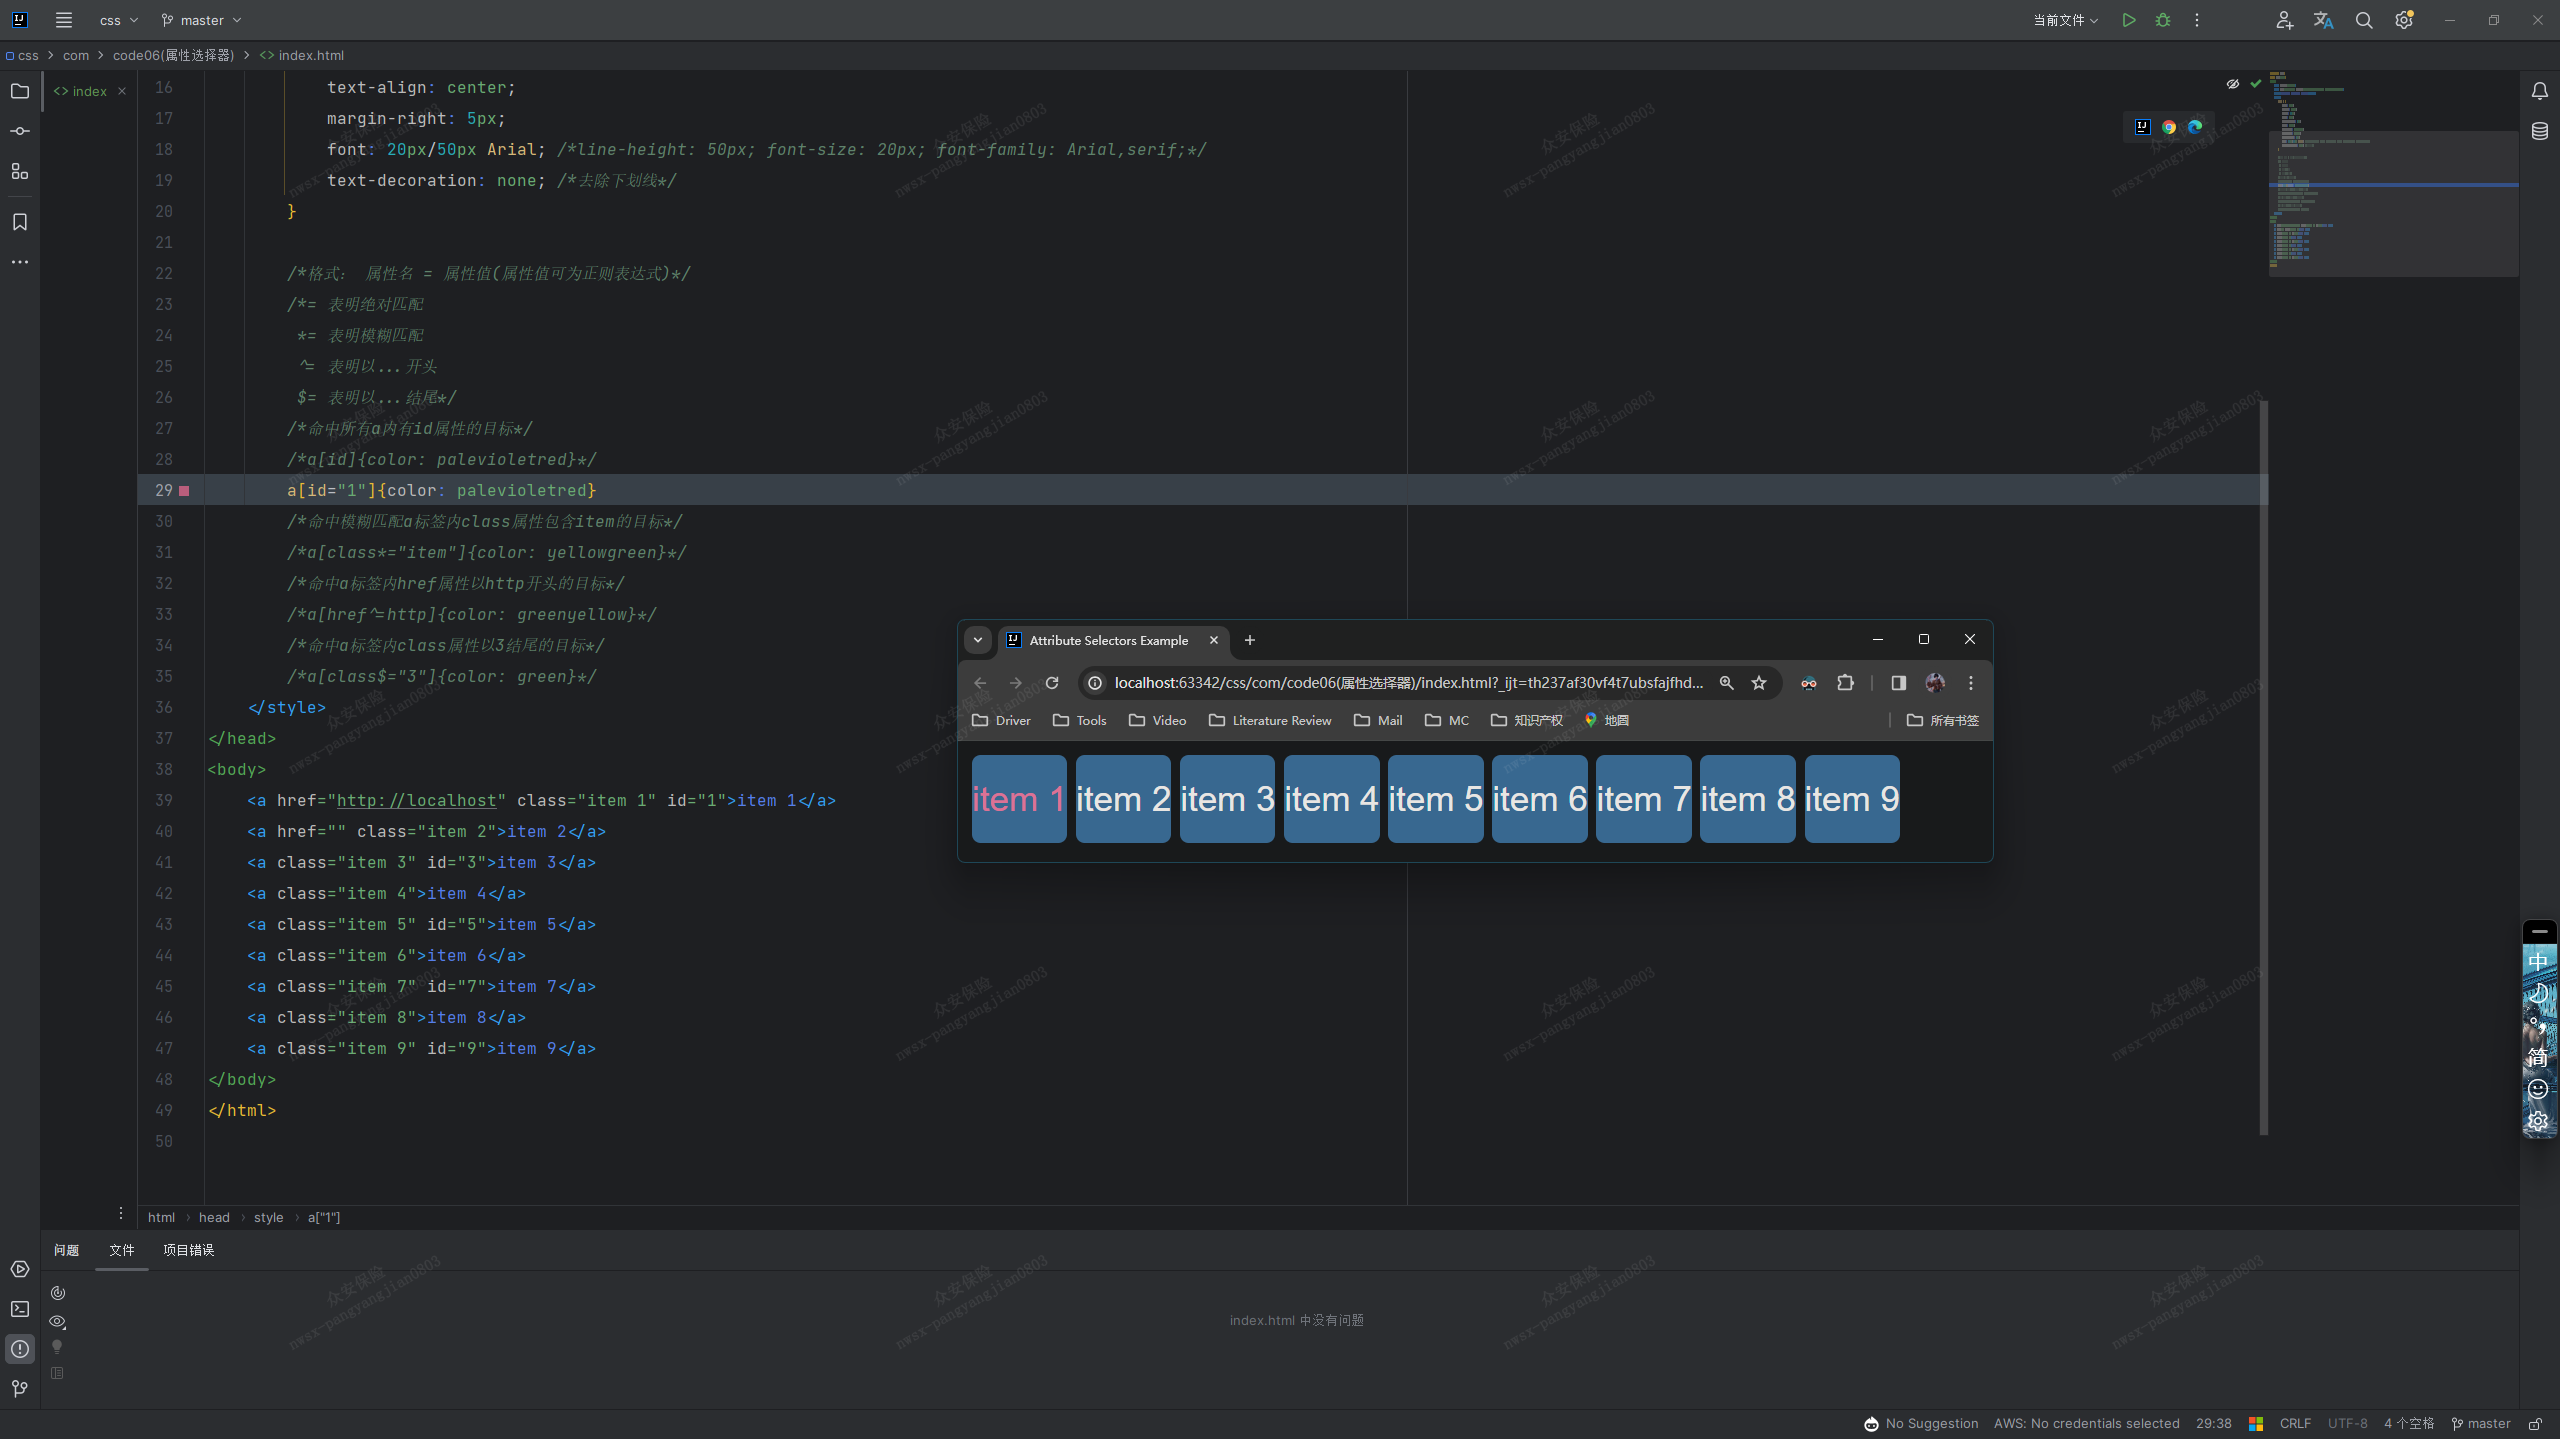 css
master
当前文件
css
com
code06(属性选择器)
index.html
index
16 text-align: center;
17 margin-right: 5px;
18 font: 20px/50px Arial; /*line-height: 50px; font-size: 20px; font-family: Arial,serif;*/
19 text-decoration: none; /*去除下划线*/
20 }
21
22 /*格式: 属性名 = 属性值(属性值可为正则表达式)*/
23 /*= 表明绝对匹配
24 *= 表明模糊匹配
25 ^= 表明以...开头
26 $= 表明以...结尾*/
27 /*命中所有a内有id属性的目标*/
28 /*a[id]{color: palevioletred}*/
29 a[id="1"]{color: palevioletred}
30 /*命中模糊匹配a标签内class属性包含item的目标*/
31 /*a[class*="item"]{color: yellowgreen}*/
32 /*命中a标签内href属性以http开头的目标*/
33 /*a[href^=http]{color: greenyellow}*/
34 /*命中a标签内class属性以3结尾的目标*/
35 /*a[class$="3"]{color: green}*/
36 </style>
37 </head>
38 <body>
39 <a href="http://localhost" class="item 1" id="1">item 1</a>
40 <a href="" class="item 2">item 2</a>
41 <a class="item 3" id="3">item 3</a>
42 <a class="item 4">item 4</a>
43 <a class="item 5" id="5">item 5</a>
44 <a class="item 6">item 6</a>
45 <a class="item 7" id="7">item 7</a>
46 <a class="item 8">item 8</a>
47 <a class="item 9" id="9">item 9</a>
48 </body>
49 </html>
50
Attribute Selectors Example
localhost:63342/css/com/code06(属性选择器)/index.html?_ijt=th237af30vf4t7ubsfajfhd...
Driver Tools Video Literature Review Mail MC 知识产权 地图 所有书签
item 1 item 2 item 3 item 4 item 5 item 6 item 7 item 8 item 9
中
简
html head style a["1"]
问题 文件 项目错误
index.html 中没有问题
No Suggestion AWS: No credentials selected 29:38 CRLF UTF-8 4 个空格 master
众安保险
nwsx-pangyangjian0803